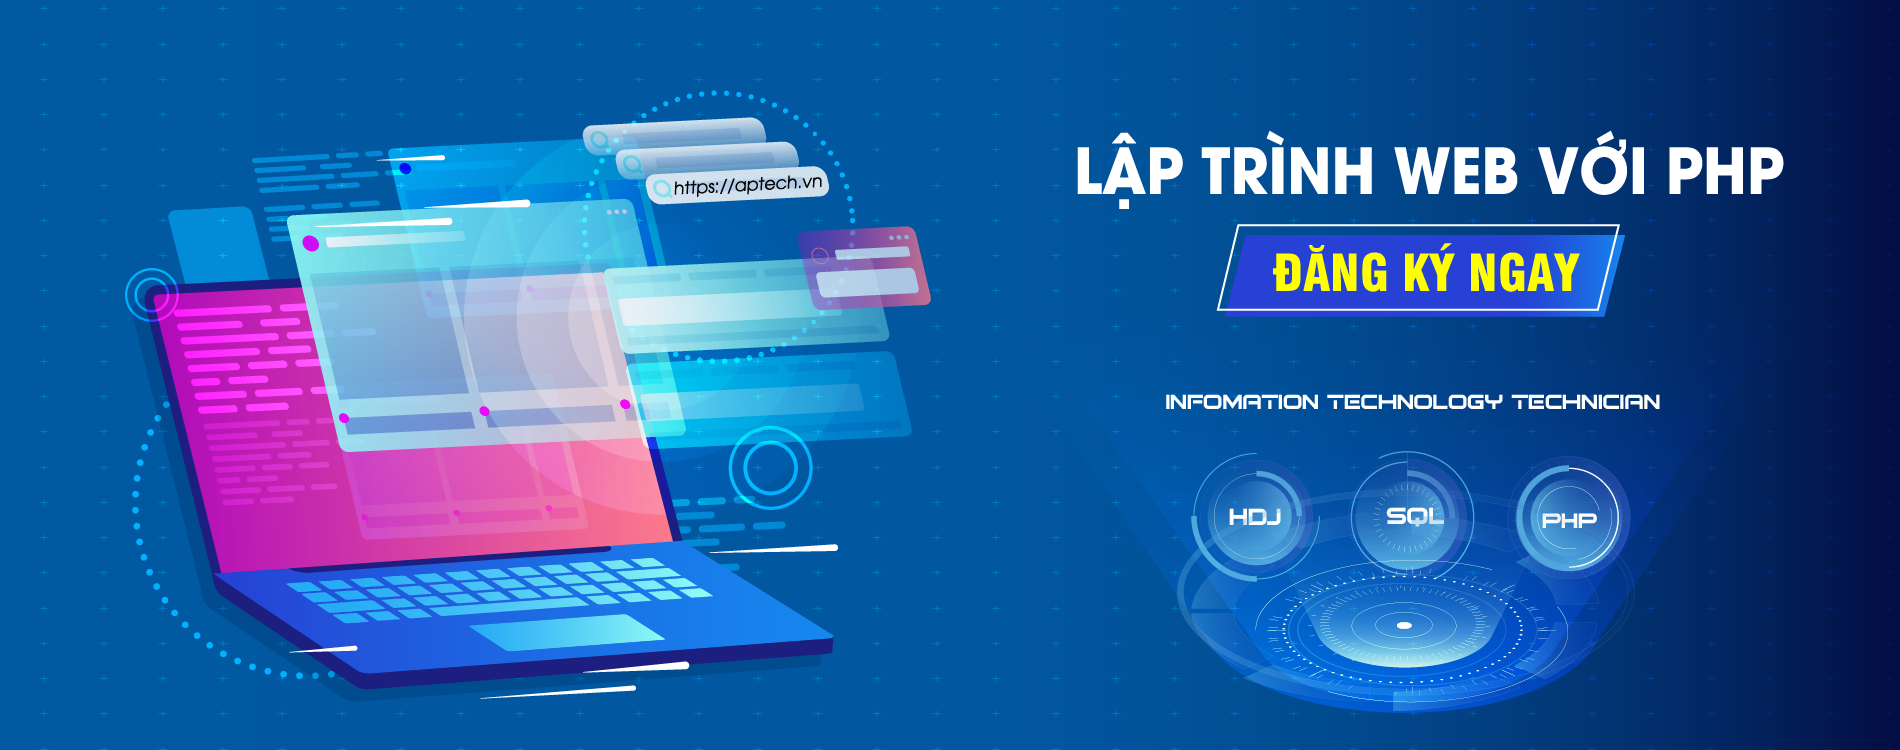 https://aptech.vn
LẬP TRÌNH WEB VỚI PHP
ĐĂNG KÝ NGAY
INFOMATION TECHNOLOGY TECHNICIAN
HDJ
SQL
PHP